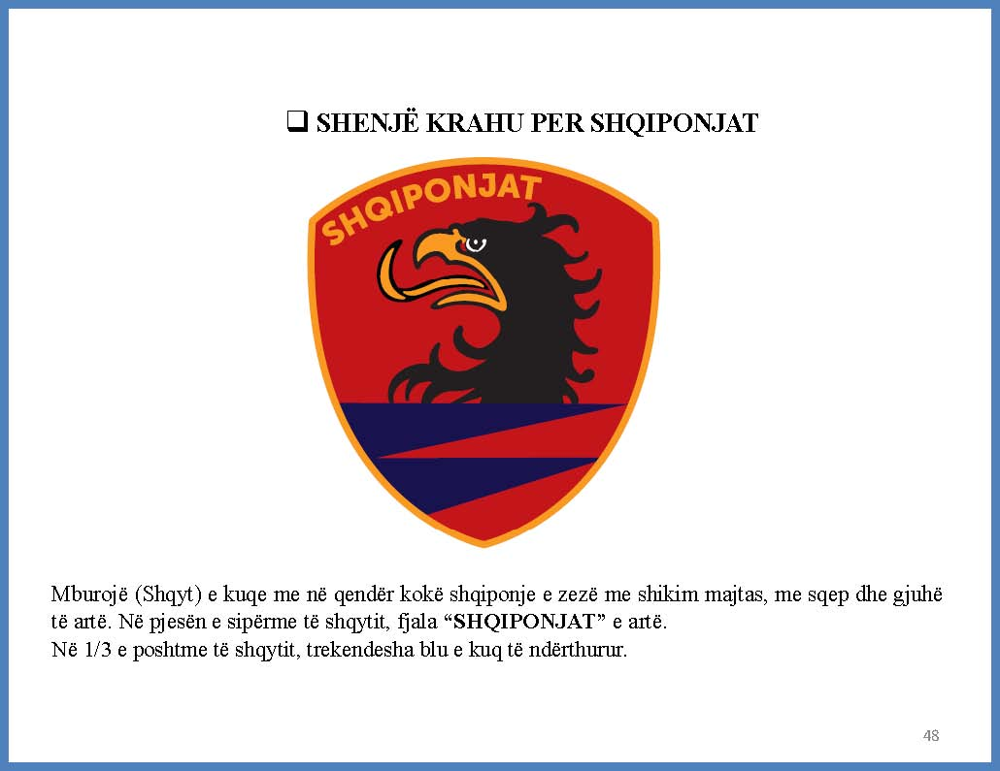 ❑ SHENJË KRAHU PER SHQIPONJAT
SHQIPONJAT
Mburojë (Shqyt) e kuqe me në qendër kokë shqiponje e zezë me shikim majtas, me sqep dhe gjuhë
të artë. Në pjesën e sipërme të shqytit, fjala “SHQIPONJAT” e artë.
Në 1/3 e poshtme të shqytit, trekendesha blu e kuq të ndërthurur.
48